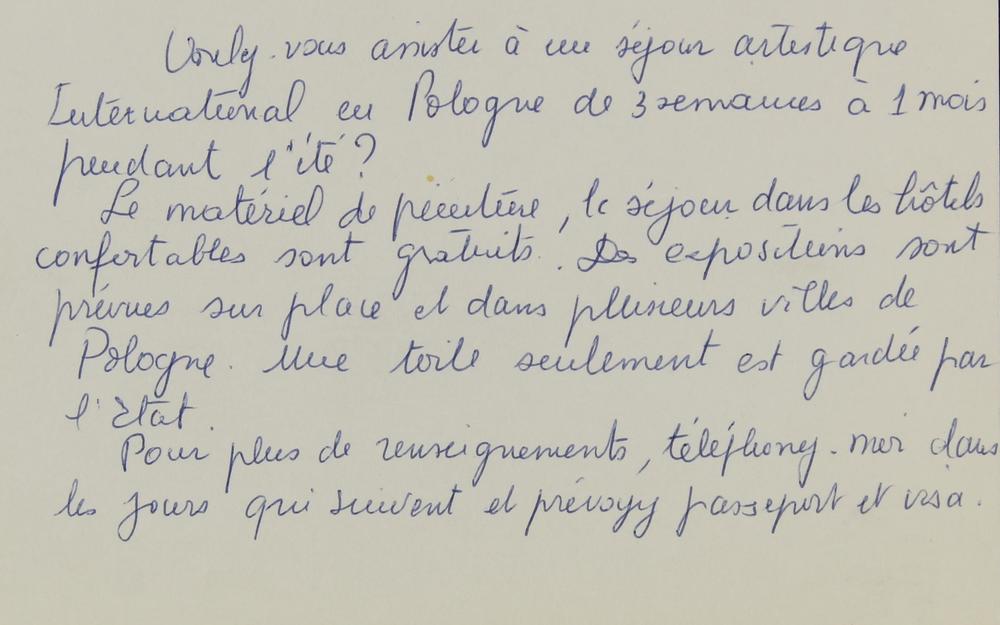 Voulez-vous assister à un séjour artistique
International en Pologne de 3 semaines à 1 mois
pendant l'été ?
Le matériel de peinture, le séjour dans les hôtels
confortables sont gratuits. Des expositions sont
prévues sur place et dans plusieurs villes de
Pologne. Une toile seulement est gardée par
l'état.
Pour plus de renseignements, téléphonez-moi dans
les jours qui suivent et prévoyez passeport et visa.